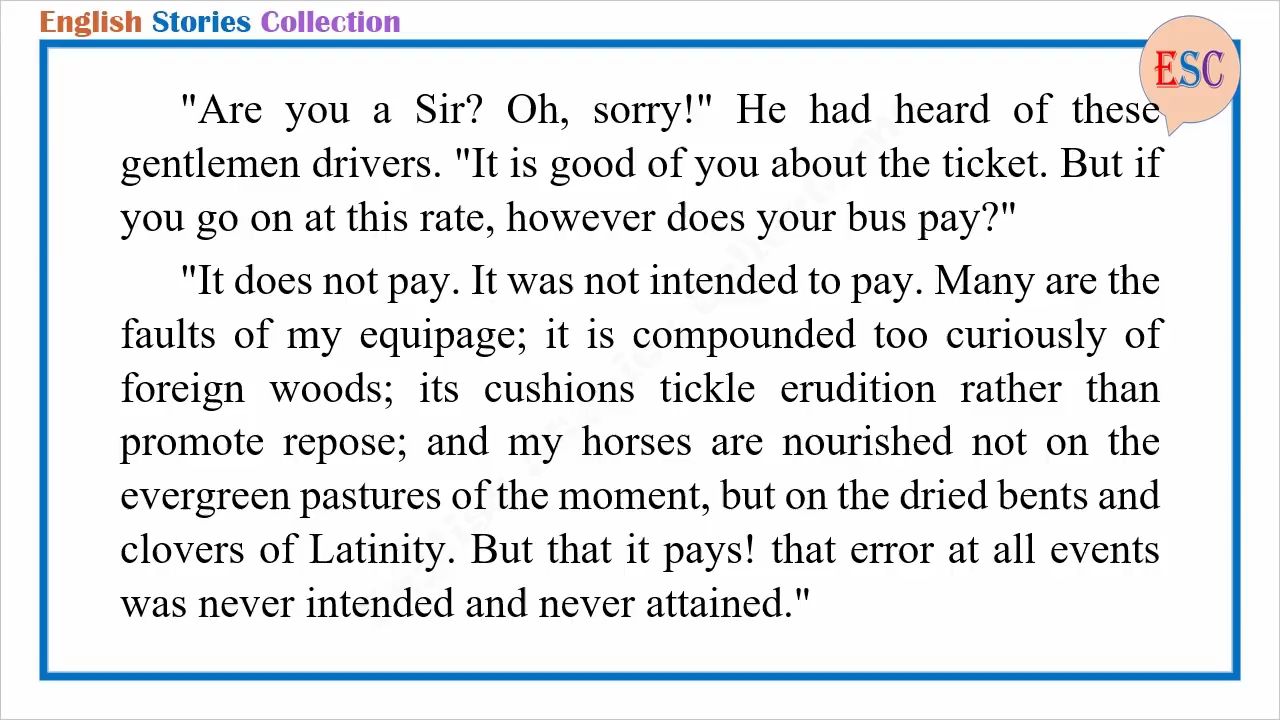 English Stories Collection
ESC
"Are you a Sir? Oh, sorry!" He had heard of these
gentlemen drivers. "It is good of you about the ticket. But if
you go on at this rate, however does your bus pay?"
"It does not pay. It was not intended to pay. Many are the
faults of my equipage; it is compounded too curiously of
foreign woods; its cushions tickle erudition rather than
promote repose; and my horses are nourished not on the
evergreen pastures of the moment, but on the dried bents and
clovers of Latinity. But that it pays! that error at all events
was never intended and never attained."